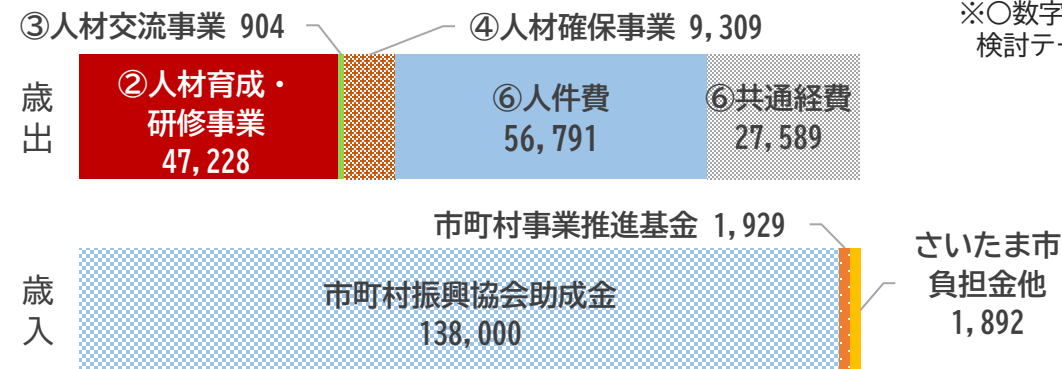 ③人材交流事業 904
④人材確保事業 9,309
※○数字
検討テー
歳出
②人材育成・
研修事業
47,228
⑥人件費
56,791
⑥共通経費
27,589
市町村事業推進基金 1,929
歳入
市町村振興協会助成金
138,000
さいたま市
負担金他
1,892